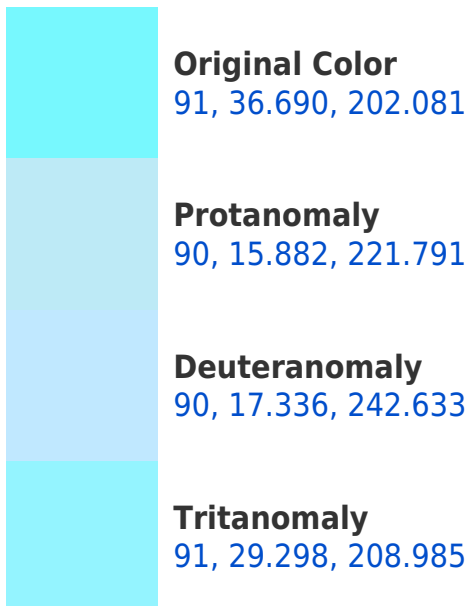 Original Color
91, 36.690, 202.081
Protanomaly
90, 15.882, 221.791
Deuteranomaly
90, 17.336, 242.633
Tritanomaly
91, 29.298, 208.985